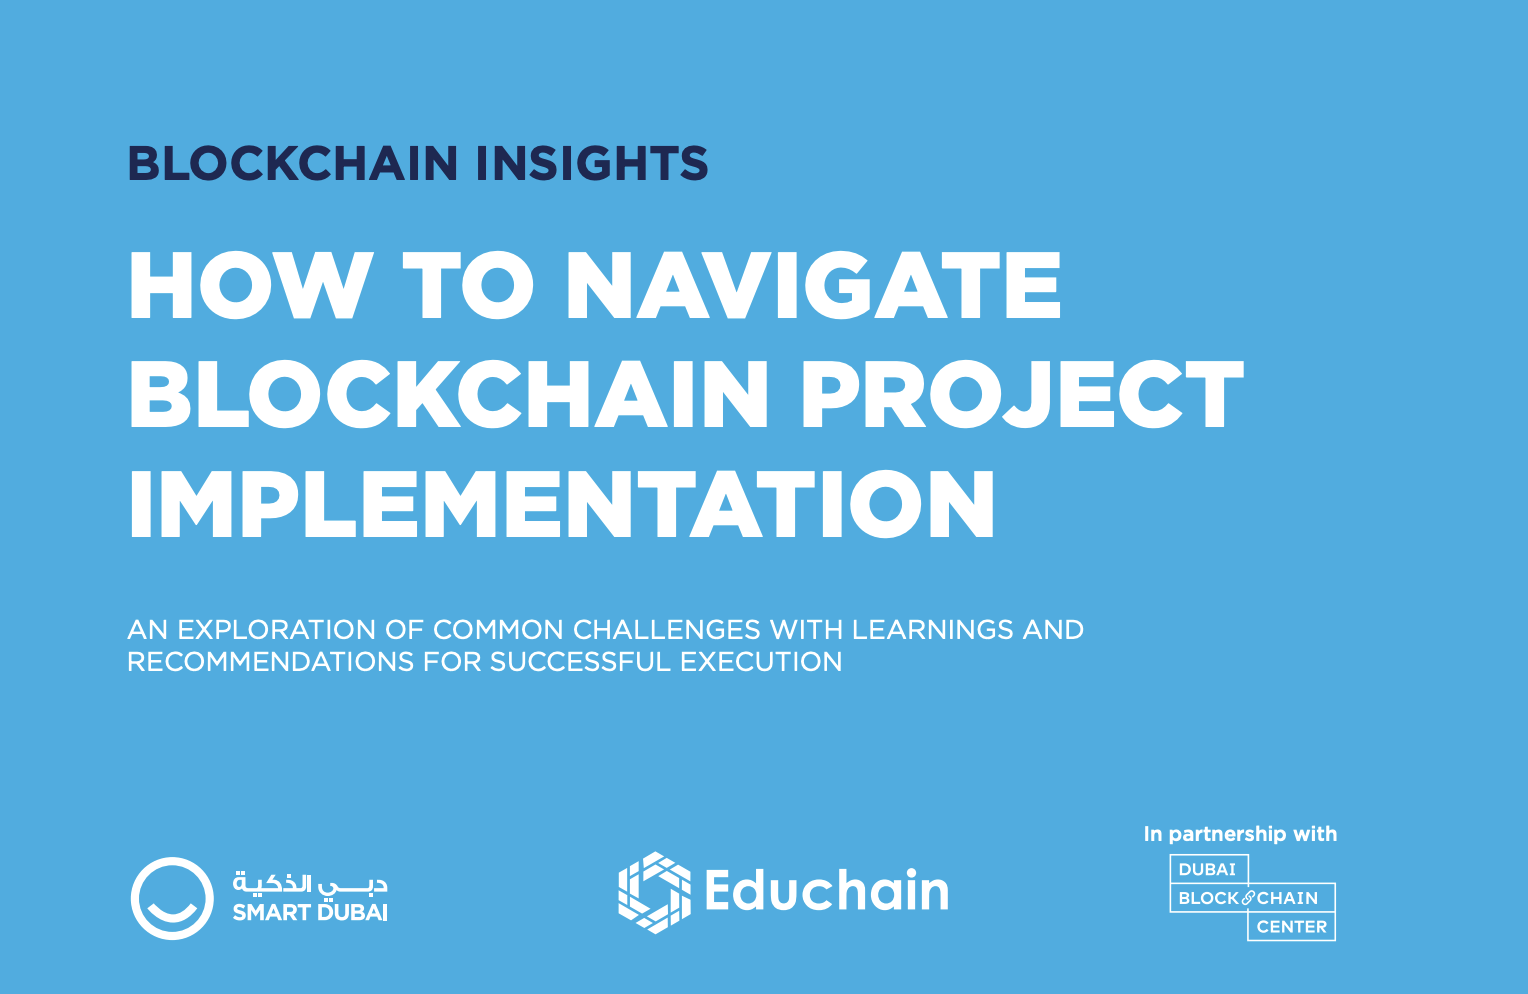 BLOCKCHAIN INSIGHTS
HOW TO NAVIGATE
BLOCKCHAIN PROJECT
IMPLEMENTATION
AN EXPLORATION OF COMMON CHALLENGES WITH LEARNINGS AND
RECOMMENDATIONS FOR SUCCESSFUL EXECUTION
دبـي الذكية
SMART DUBAI
Educhain
In partnership with
DUBAI
BLOCKCHAIN
CENTER